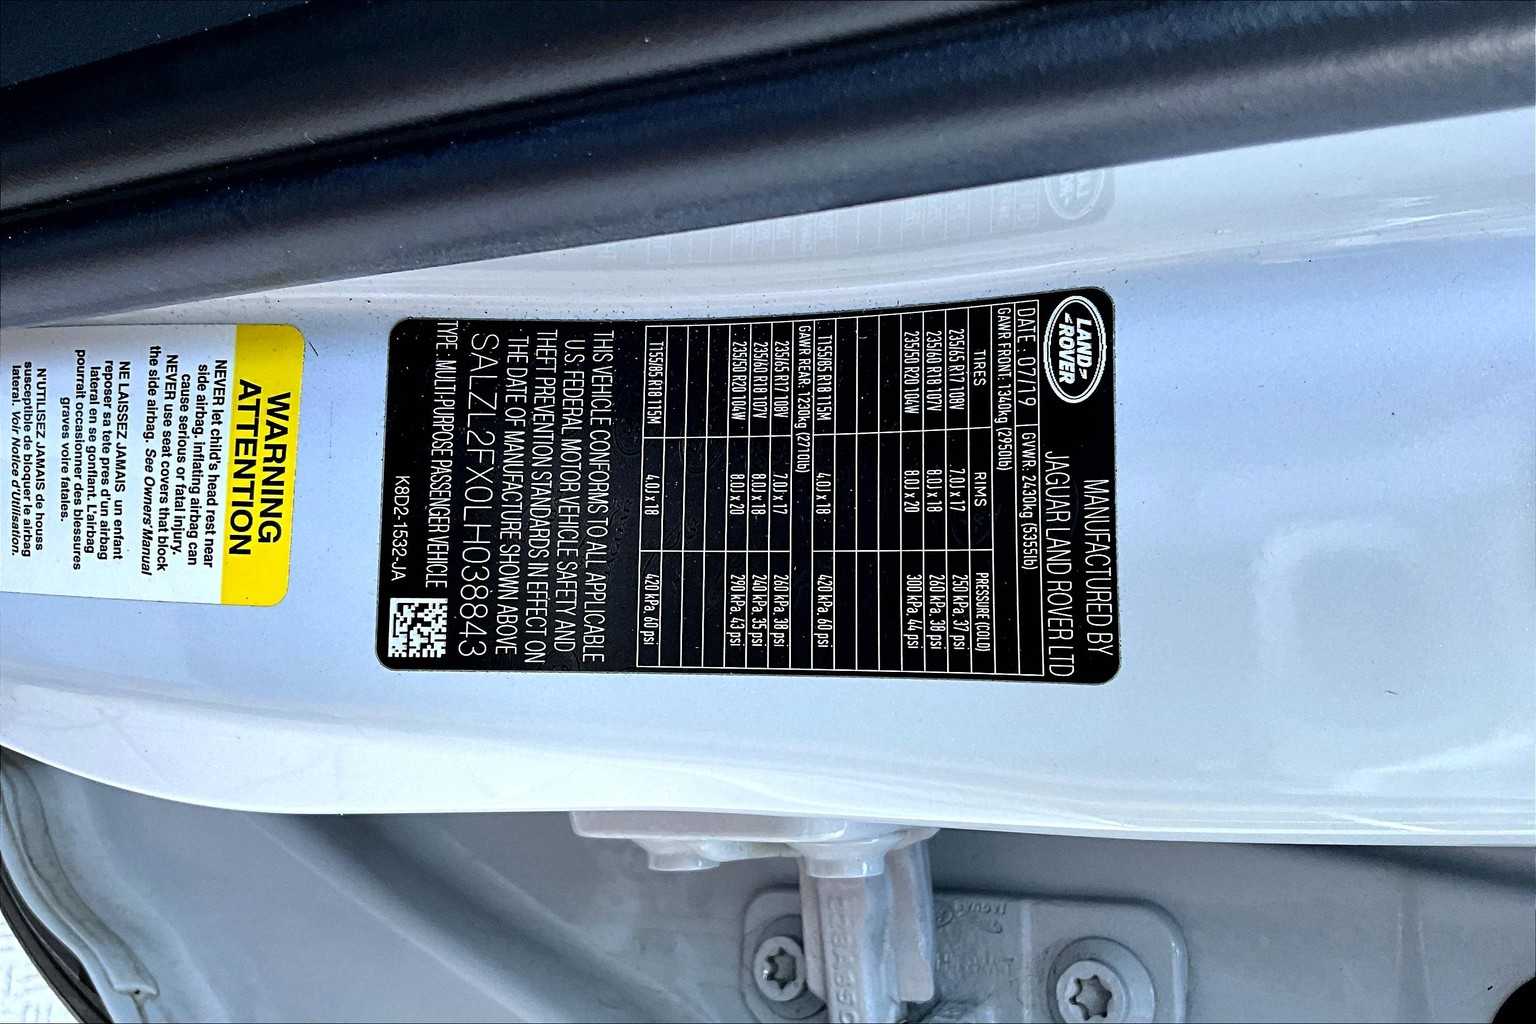 LAND
ROVER
MANUFACTURED BY
JAGUAR LAND ROVER LTD
DATE: 07/19 GVWR: 2430kg (5355lb)
GAWR FRONT: 1340kg (2950lb)
TIRES RIMS PRESSURE (COLD)
235/65 R17 108V 7.0J x 17 250 kPa, 37 psi
235/60 R18 107V 8.0J x 18 260 kPa, 38 psi
235/50 R20 104W 8.0J x 20 300 kPa, 44 psi
T155/85 R18 115M 4.0J x 18 420 kPa, 60 psi
GAWR REAR: 1230kg (2710lb)
235/65 R17 108V 7.0J x 17 260 kPa, 38 psi
235/60 R18 107V 8.0J x 18 240 kPa, 35 psi
235/50 R20 104W 8.0J x 20 290 kPa, 43 psi
T155/85 R18 115M 4.0J x 18 420 kPa, 60 psi
THIS VEHICLE CONFORMS TO ALL APPLICABLE
U.S. FEDERAL MOTOR VEHICLE SAFETY AND
THEFT PREVENTION STANDARDS IN EFFECT ON
THE DATE OF MANUFACTURE SHOWN ABOVE
SALZL2FX0LH038843
TYPE: MULTI-PURPOSE PASSENGER VEHICLE
K8D2-1532-JA
WARNING
ATTENTION
NEVER let child's head rest near
side airbag, inflating airbag can
cause serious or fatal injury.
NEVER use seat covers that block
the side airbag. See Owners' Manual
NE LAISSEZ JAMAIS un enfant
reposer sa tete pres d'un airbag
lateral en se gonflant. L'airbag
pourrait occasionner des blessures
graves voire fatales.
N'UTILISEZ JAMAIS de houss
susceptible de bloquer le airbag
lateral. Voir Notice d'Utilisation.